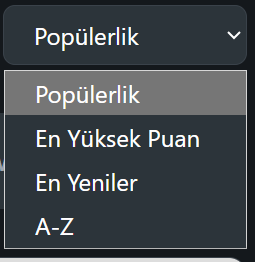 Popülerlik
Popülerlik
En Yüksek Puan
En Yeniler
A-Z